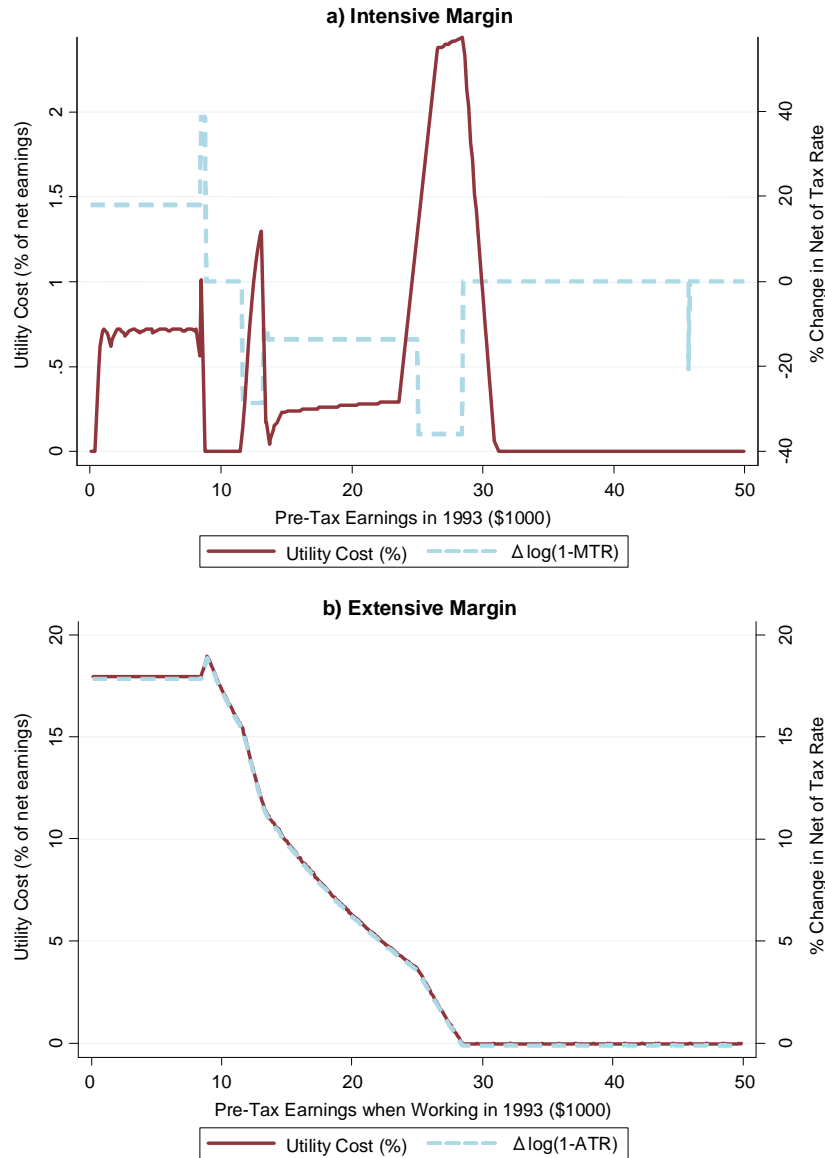 a) Intensive Margin
Utility Cost (% of net earnings)
0 .5 1 1.5 2
% Change in Net of Tax Rate
-40 -20 0 20 40
0 10 20 30 40 50
Pre-Tax Earnings in 1993 ($1000)
Utility Cost (%) Δ log(1-MTR)
b) Extensive Margin
Utility Cost (% of net earnings)
0 5 10 15 20
% Change in Net of Tax Rate
0 5 10 15 20
0 10 20 30 40 50
Pre-Tax Earnings when Working in 1993 ($1000)
Utility Cost (%) Δ log(1-ATR)